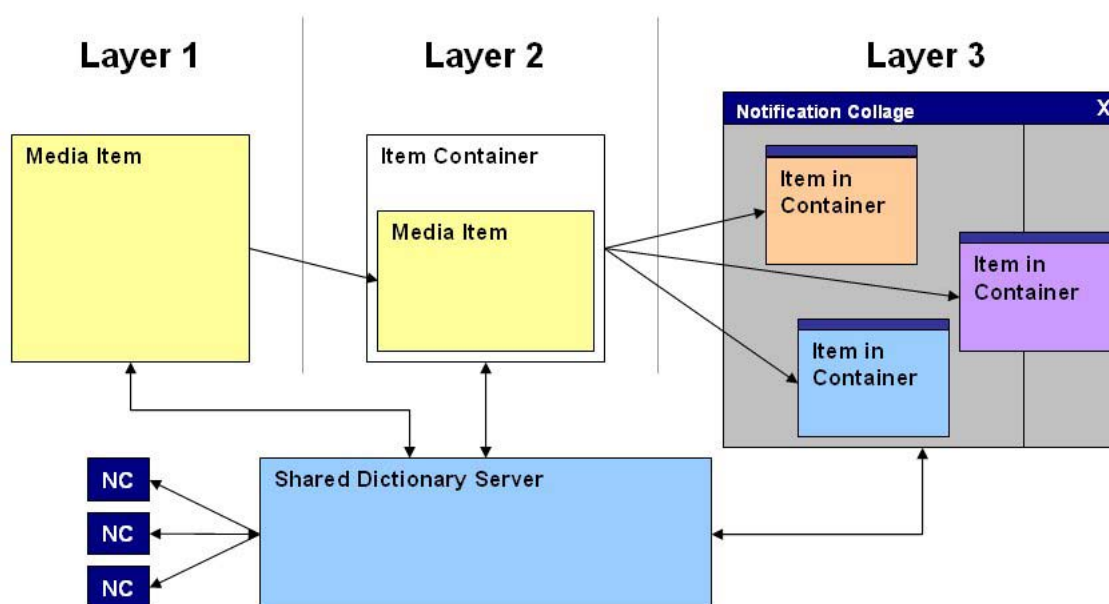 Layer 1
Layer 2
Layer 3
Media Item
Item Container
Media Item
Notification Collage
X
Item in
Container
Item in
Container
Item in
Container
Shared Dictionary Server
NC
NC
NC